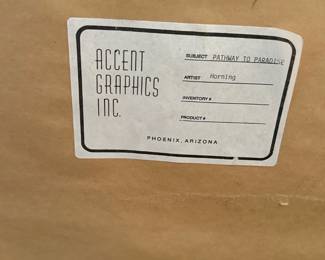 ACCENT
GRAPHICS
INC.
SUBJECT PATHWAY TO PARADISE
ARTIST Horning
INVENTORY #
PRODUCT #
PHOENIX, ARIZONA